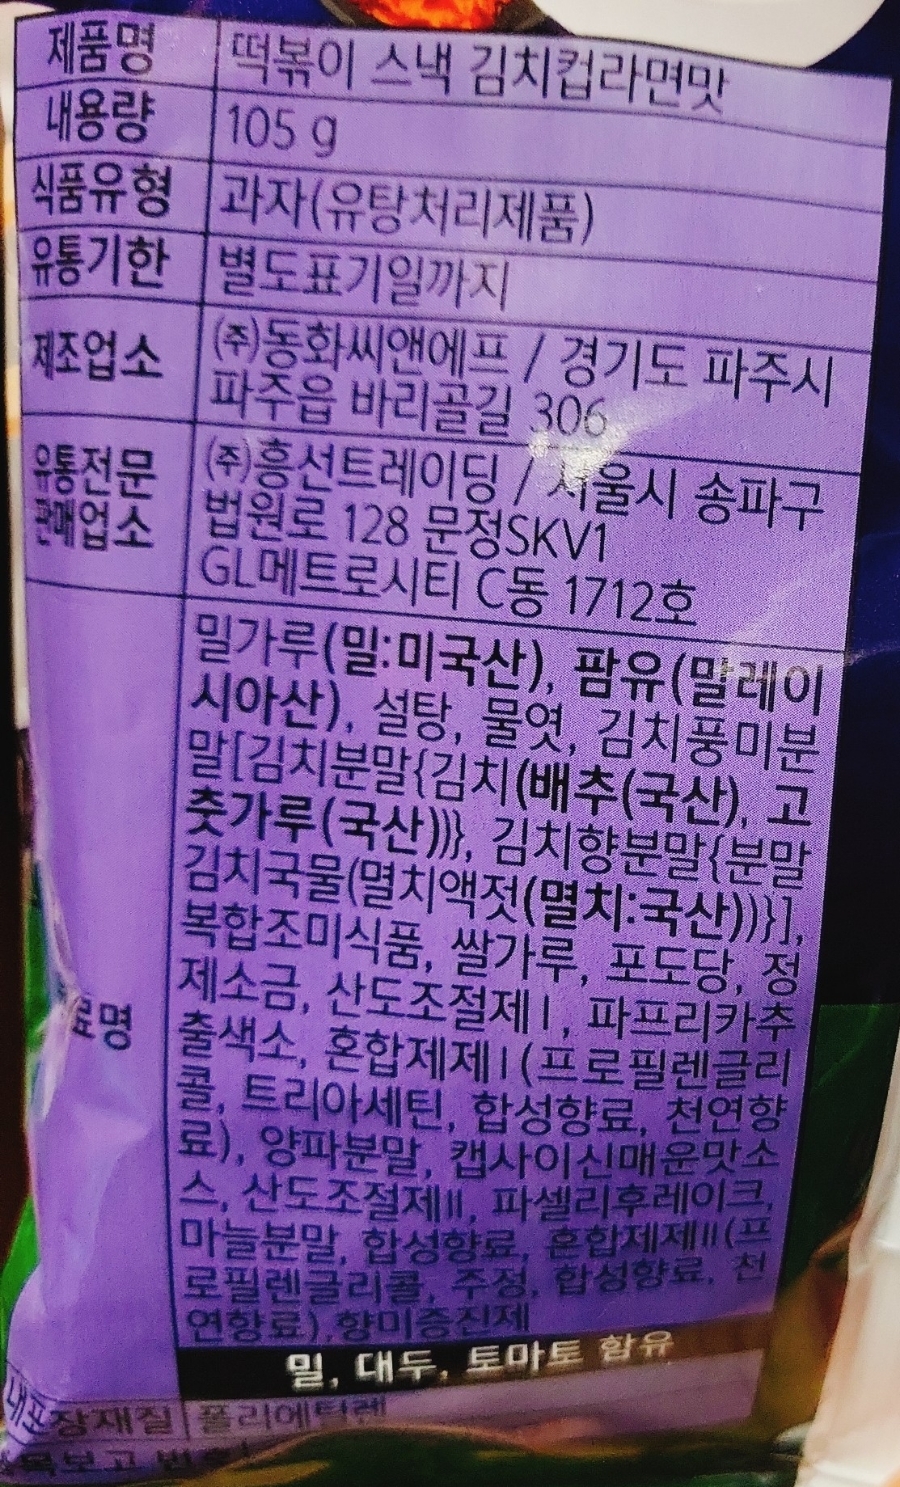 제품명 떡볶이 스낵 김치컵라면맛
내용량 105 g
식품유형 과자(유탕처리제품)
유통기한 별도표기일까지
제조업소 ㈜동화씨앤에프 / 경기도 파주시
파주읍 바리골길 306
유통전문 ㈜흥선트레이딩 / 서울시 송파구
판매업소 법원로 128 문정SKV1
GL메트로시티 C동 1712호
밀가루(밀:미국산), 팜유(말레이
시아산), 설탕, 물엿, 김치풍미분
말[김치분말{김치(배추(국산), 고
춧가루(국산))}, 김치향분말{분말
김치국물(멸치액젓(멸치:국산))}],
복합조미식품, 쌀가루, 포도당, 정
제소금, 산도조절제Ⅰ, 파프리카추
료명 출색소, 혼합제제Ⅰ(프로필렌글리
콜, 트리아세틴, 합성향료, 천연향
료), 양파분말, 캡사이신매운맛소
스, 산도조절제Ⅱ, 파셀리후레이크,
마늘분말, 합성향료, 혼합제제Ⅱ(프
로필렌글리콜, 주정, 합성향료, 천
연향료), 향미증진제
밀, 대두, 토마토 함유
내포장재질 폴리에틸렌
목보고 번호